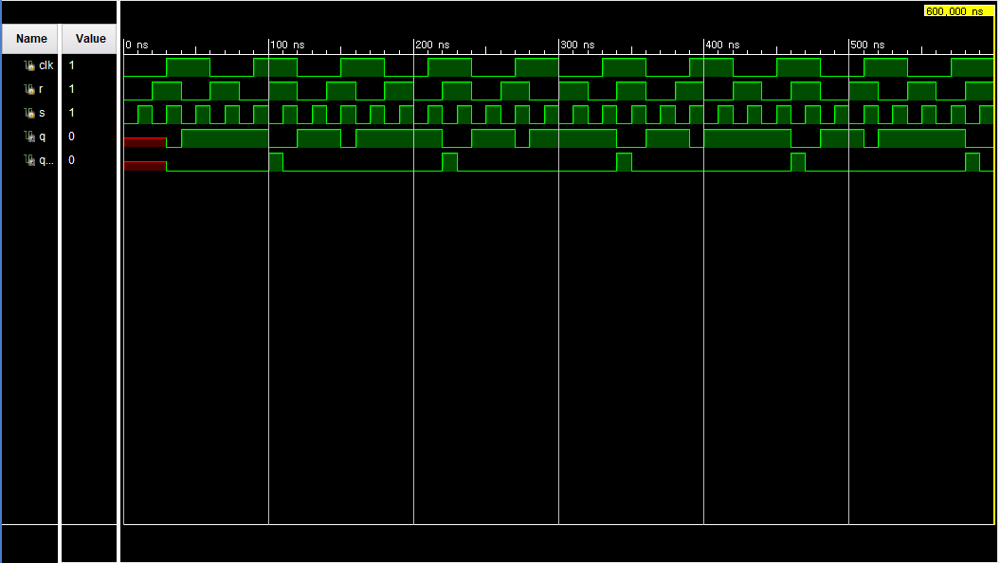 600,000 ns
Name Value
0 ns 100 ns 200 ns 300 ns 400 ns 500 ns
clk 1
r 1
s 1
q 0
q... 0